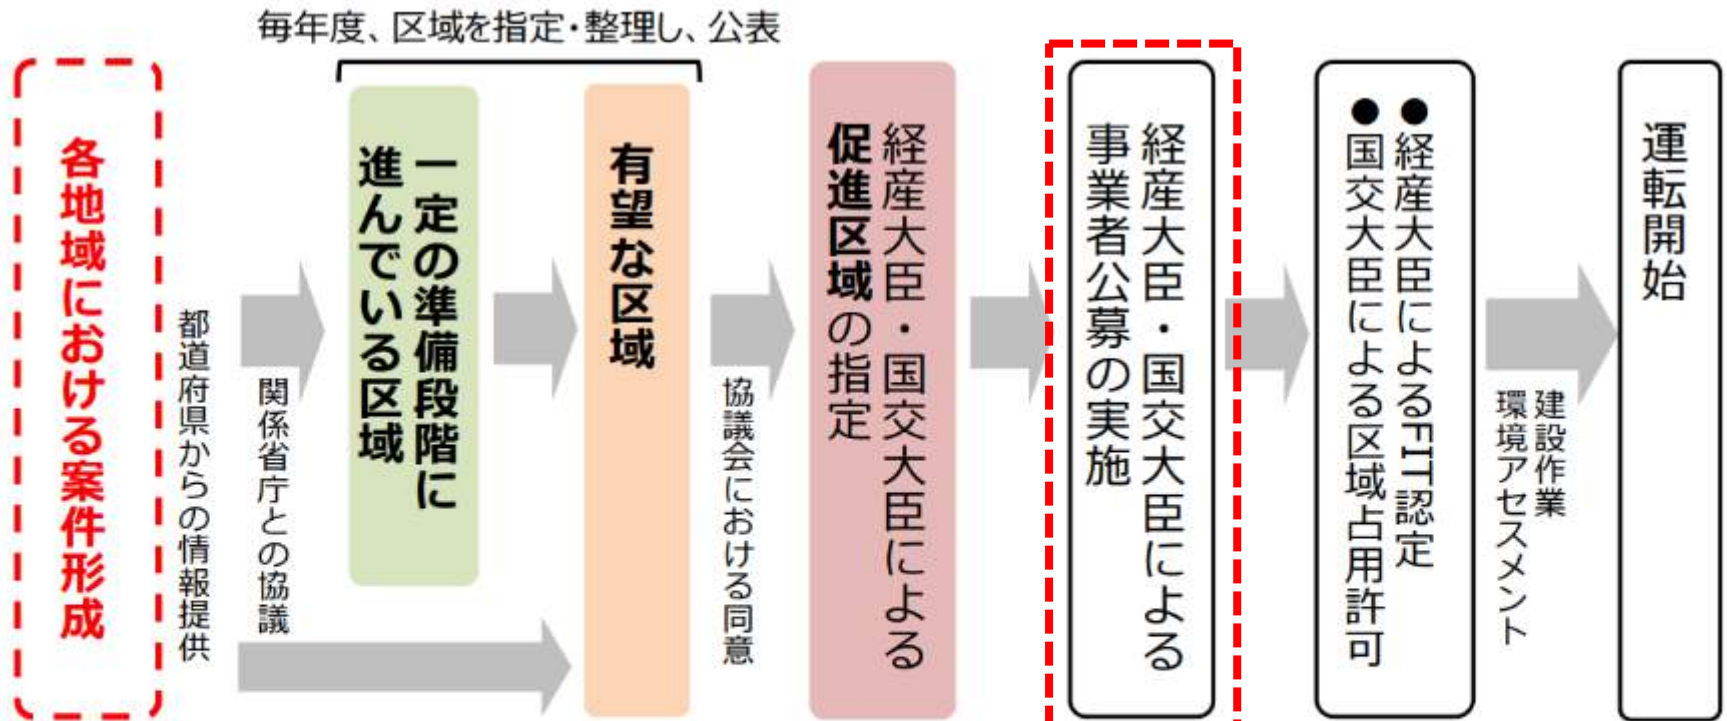 毎年度、区域を指定・整理し、公表
各地域における案件形成
都道府県からの情報提供
関係省庁との協議
一定の準備段階に
進んでいる区域
有望な区域
協議会における同意
経産大臣・国交大臣による
促進区域の指定
経産大臣・国交大臣による
事業者公募の実施
●経産大臣によるFIT認定
●国交大臣による区域占用許可
建設作業
環境アセスメント
運転開始